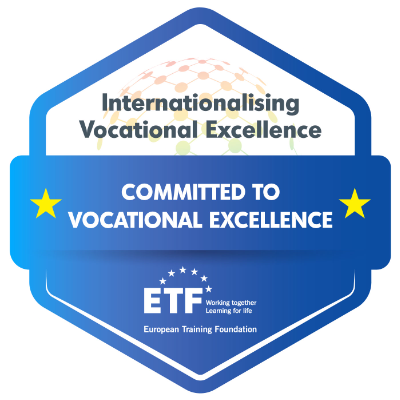 Internationalising
Vocational Excellence
COMMITTED TO
VOCATIONAL EXCELLENCE
ETF Working together
Learning for life
European Training Foundation